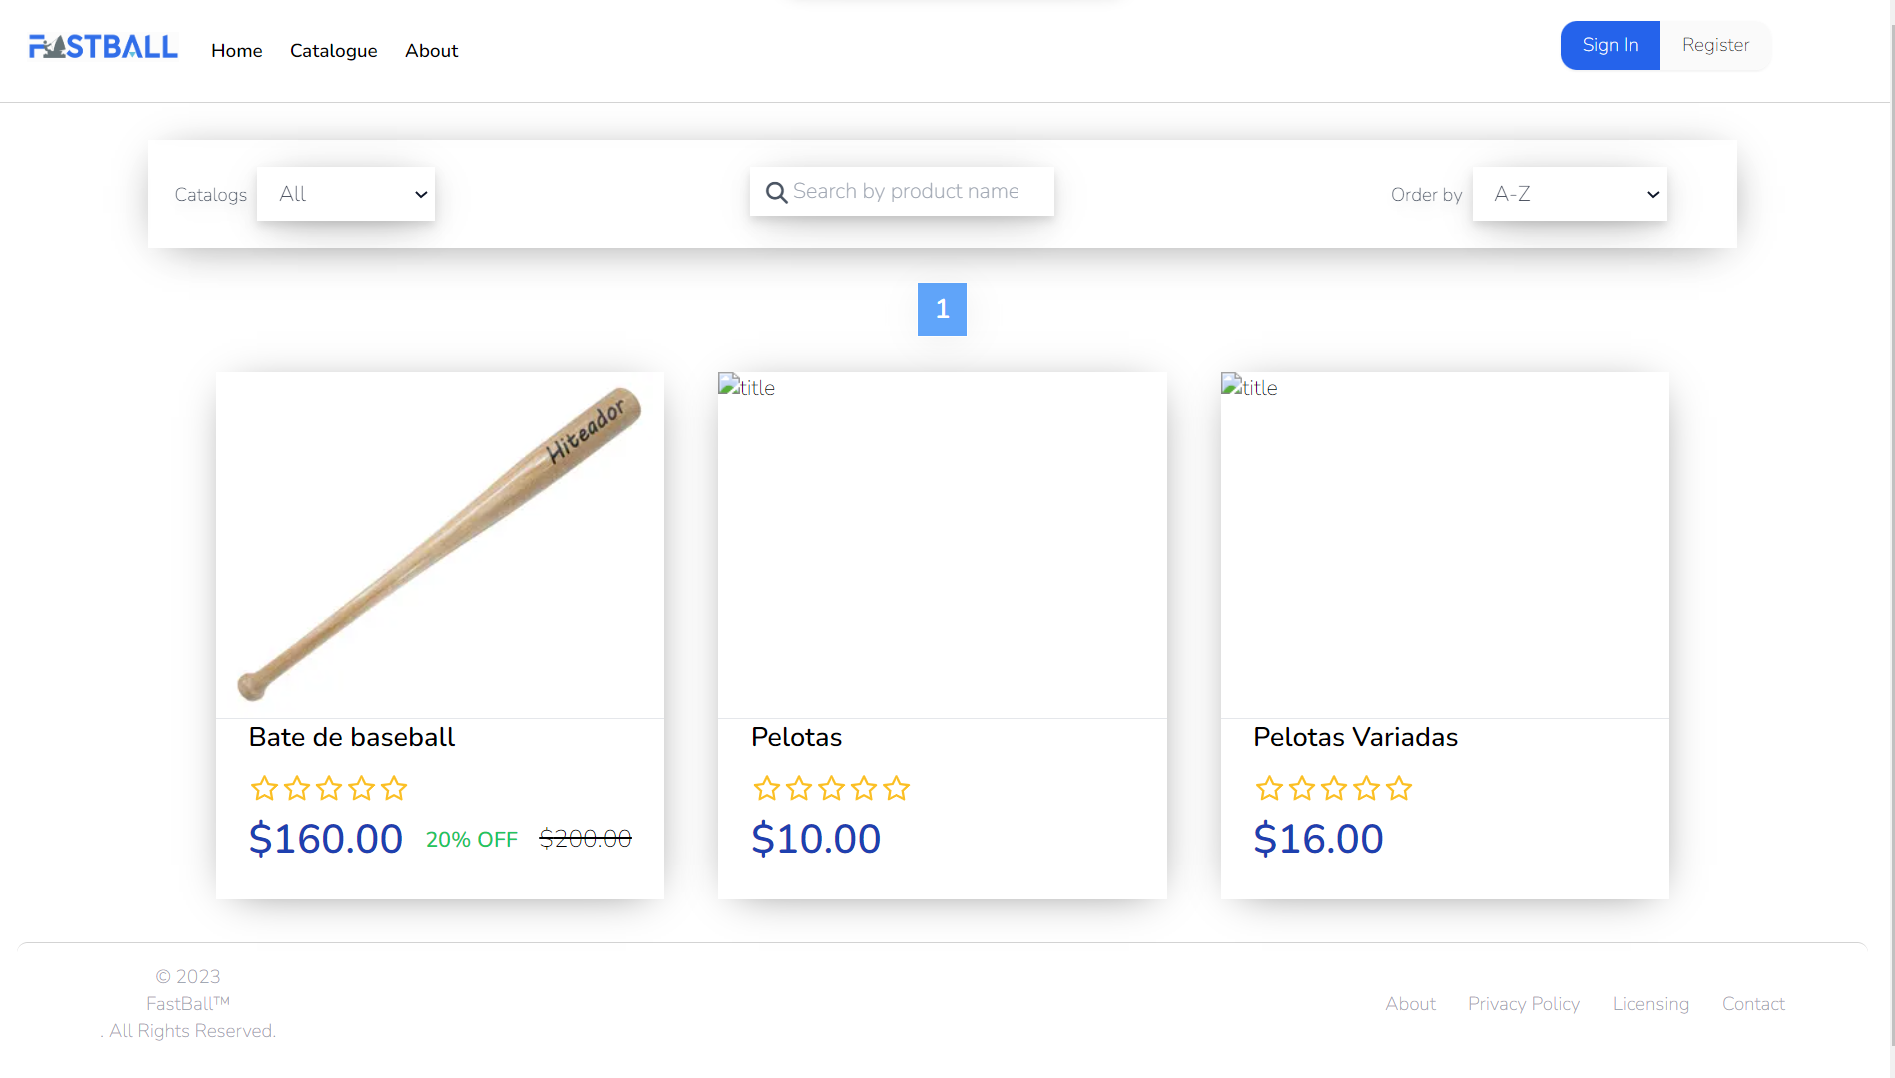 FASTBALL
Home
Catalogue
About
Sign In
Register
Catalogs
All
Search by product name
Order by
A-Z
1
Hiteador
title
title
Bate de baseball
$160.00 20% OFF $200.00
Pelotas
$10.00
Pelotas Variadas
$16.00
© 2023
FastBall™
. All Rights Reserved.
About
Privacy Policy
Licensing
Contact